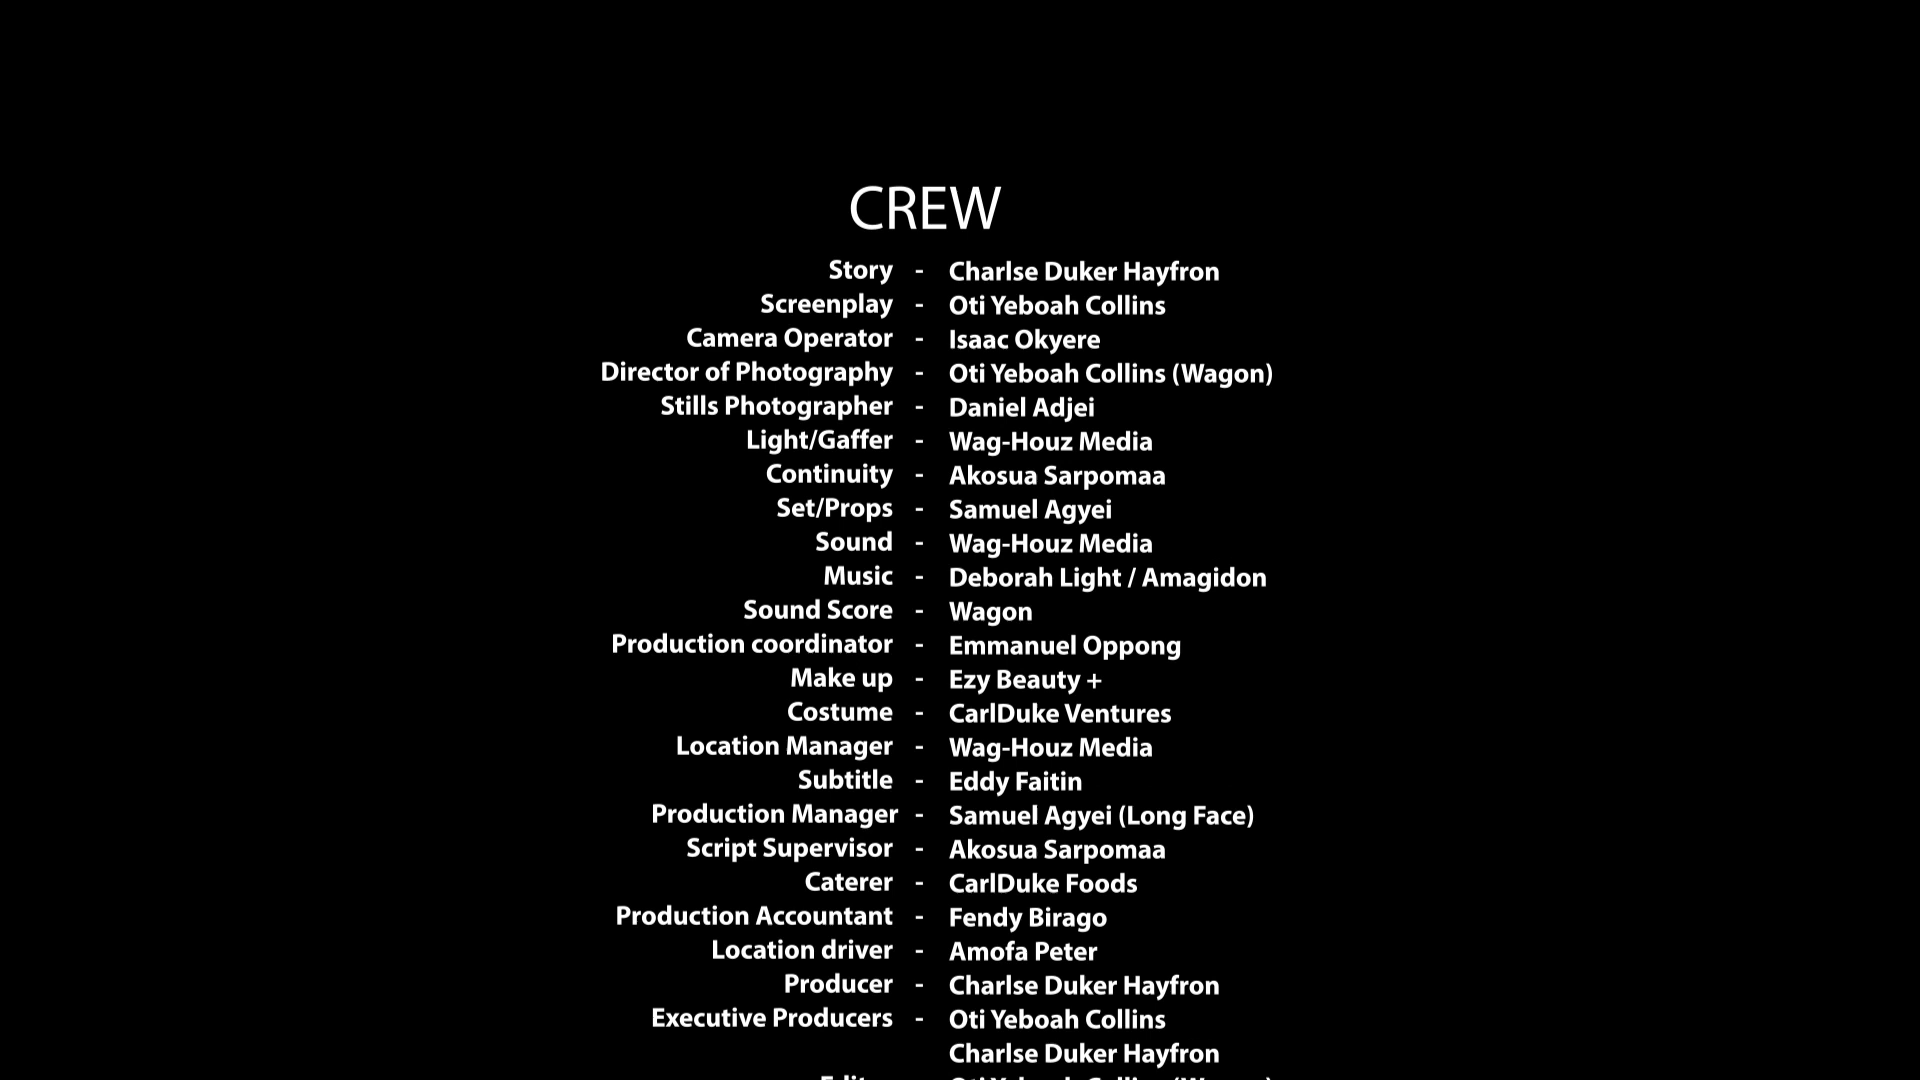 CREW
Story - Charlse Duker Hayfron
Screenplay - Oti Yeboah Collins
Camera Operator - Isaac Okyere
Director of Photography - Oti Yeboah Collins (Wagon)
Stills Photographer - Daniel Adjei
Light/Gaffer - Wag-Houz Media
Continuity - Akosua Sarpomaa
Set/Props - Samuel Agyei
Sound - Wag-Houz Media
Music - Deborah Light / Amagidon
Sound Score - Wagon
Production coordinator - Emmanuel Oppong
Make up - Ezy Beauty +
Costume - CarlDuke Ventures
Location Manager - Wag-Houz Media
Subtitle - Eddy Faitin
Production Manager - Samuel Agyei (Long Face)
Script Supervisor - Akosua Sarpomaa
Caterer - CarlDuke Foods
Production Accountant - Fendy Birago
Location driver - Amofa Peter
Producer - Charlse Duker Hayfron
Executive Producers - Oti Yeboah Collins
Charlse Duker Hayfron